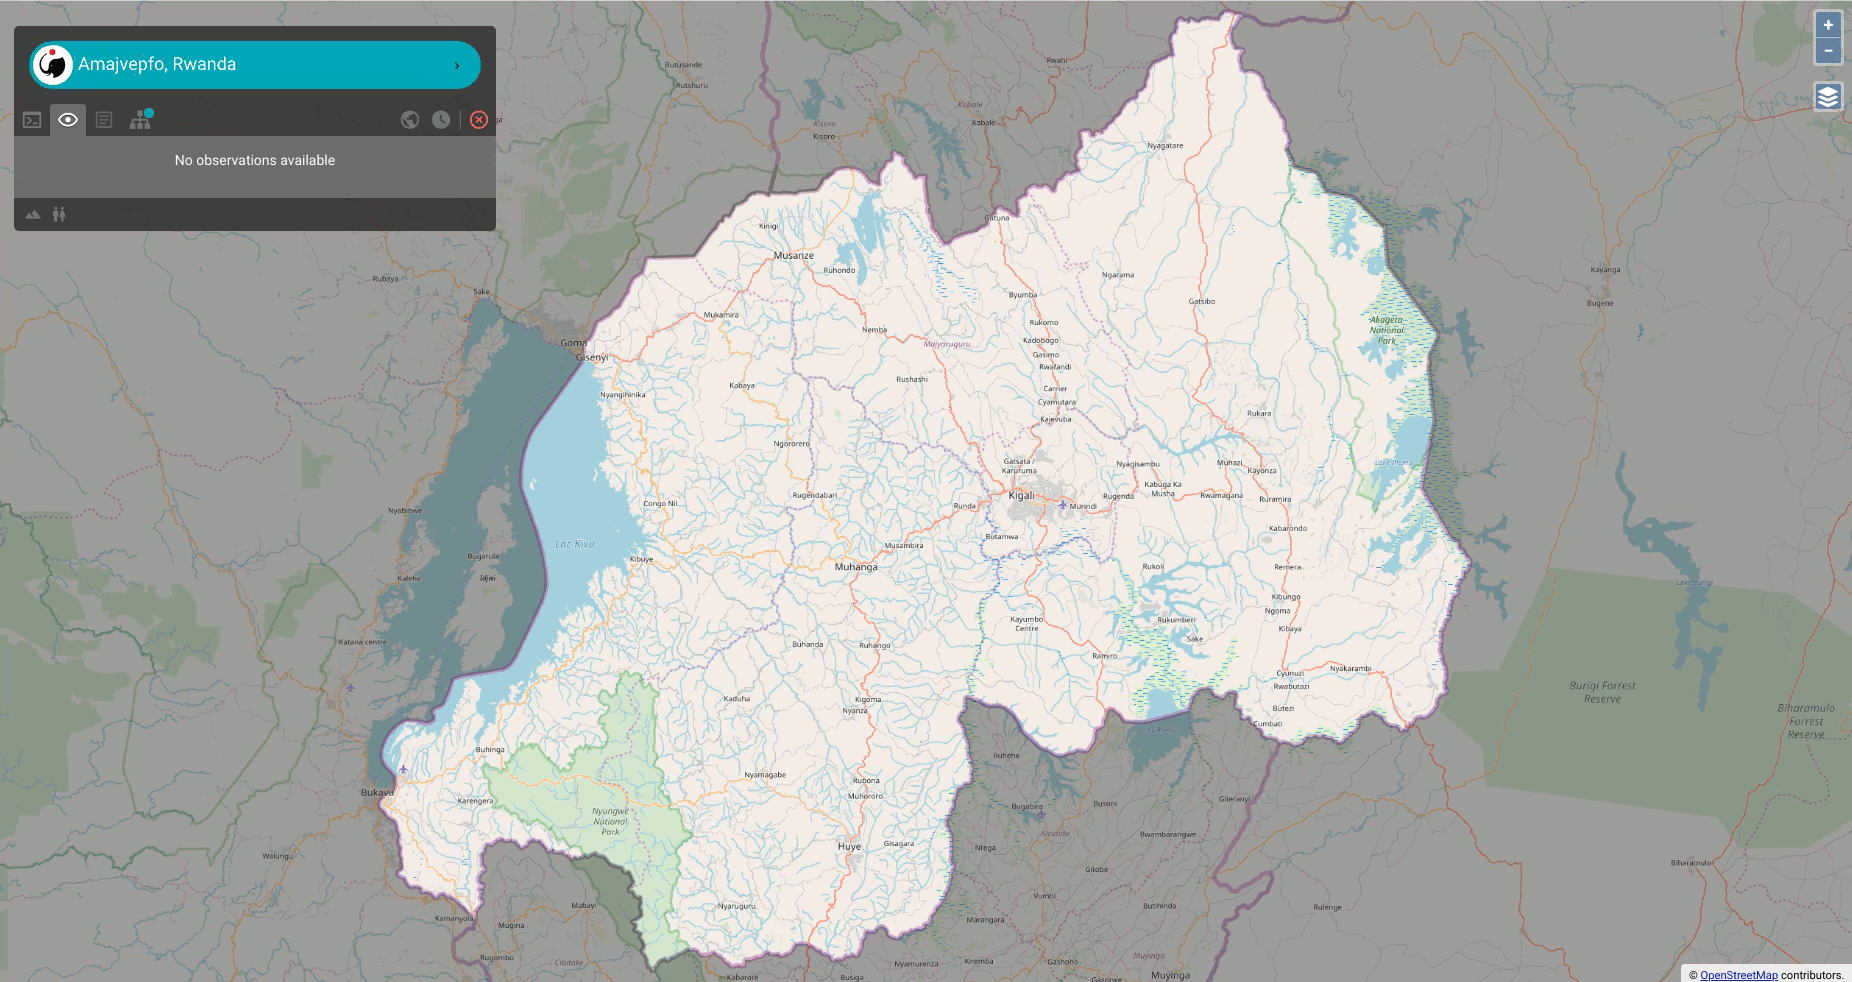 Amajvepfo, Rwanda
No observations available
Butusande
Rutshuru
Rwahi
Kabale
Kabale
Kisoro
Kisoro
Nyagatare
Gatuna
Kinigi
Musanze
Ruhondo
Ngarama
Kayanga
Bugene
Rubaya
Sake
Byumba
Gatsibo
Mukamira
Nemba
Rukomo
Akagera
National
Park
Goma
Gisenyi
Majyaruguru
Kadobogo
Gasimo
Rwafandi
Kabaya
Rushashi
Nyangihinika
Carrier
Cyamutara
Kajevuba
Rukara
Ngororero
Gatsata /
Karuruma
Nyagisambu
Muhazi
Kayonza
Lake Ihema
Kabuga Ka
Musha
Rugendabari
Congo Nil
Kigali
Rugenda
Rwamagana
Ruramira
Runda
Murindi
Nyabibwe
Kabarondo
Butamwa
Lac Kivu
Musambira
Bugarula
Kibuye
Muhanga
Rukoli
Remera
Kalehe
Idjwi
Lake Burigi
Kibungo
Ngoma
Kayumbo
Centre
Rukumberi
Kibaya
Katana centre
Sake
Buhanda
Ruhango
Ramiro
Nyakarambi
Cyunuzi
Rwabutazi
Burigi Forrest
Reserve
Kaduha
Kigoma
Nyanza
Butezi
Cumbati
Biharamulo
Forrest
Reserve
Buhinga
Ruhehe
Nyamagabe
Rubona
Bukavu
Muhororo
Karengera
Giteranyi
Bugabira
Busoni
Nyungwe
National
Park
Kirundo
Bwambarangwe
Huye
Gisagara
Ntega
Walungu
Biharamulo
Gitobe
Vumbi
Mabayi
Nyaruguru
Butihinda
Rulenge
Kamanyola
Marangara
Mugina
Rugombo
Cibitoke
Nyamurenza
Kiremba
Gashoho
Muyinga
Kabarore
Busiga
Gasurwe
Muyinga
© OpenStreetMap contributors.